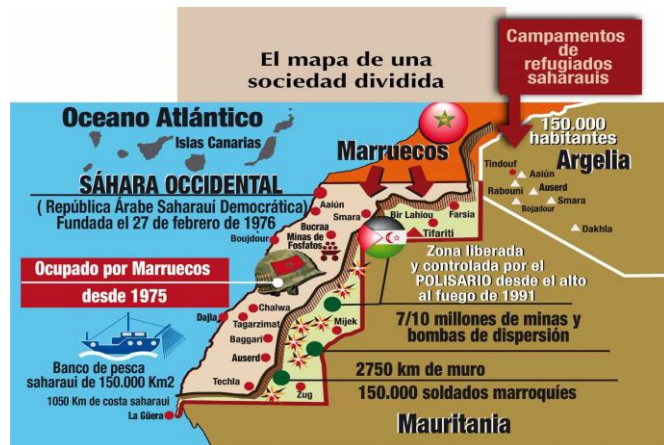 El mapa de una
sociedad dividida
Campamentos
de
refugiados
saharauis
Oceano Atlántico
Islas Canarias
Marruecos
150.000
habitantes
Argelia
Tindouf
Aaiún
Rabouni
Auserd
Bojadour
Smara
Dakhla
SÁHARA OCCIDENTAL
( República Árabe Saharauí Democrática)
Fundada el 27 de febrero de 1976
Aaiún
Smara
Bir Lahiou
Farsia
Tifariti
Bucraa
Minas de
Fosfatos
Boujdour
Ocupado por Marruecos
desde 1975
Zona liberada
y controlada por el
POLISARIO desde el alto
al fuego de 1991
Dajla
Chalwa
Tagarzimat
Baggari
Auserd
Techla
Mijek
Zug
7/10 millones de minas y
bombas de dispersión
2750 km de muro
150.000 soldados marroquíes
Banco de pesca
saharaui de 150.000 Km2
1050 Km de costa saharaui
La Güera
Mauritania